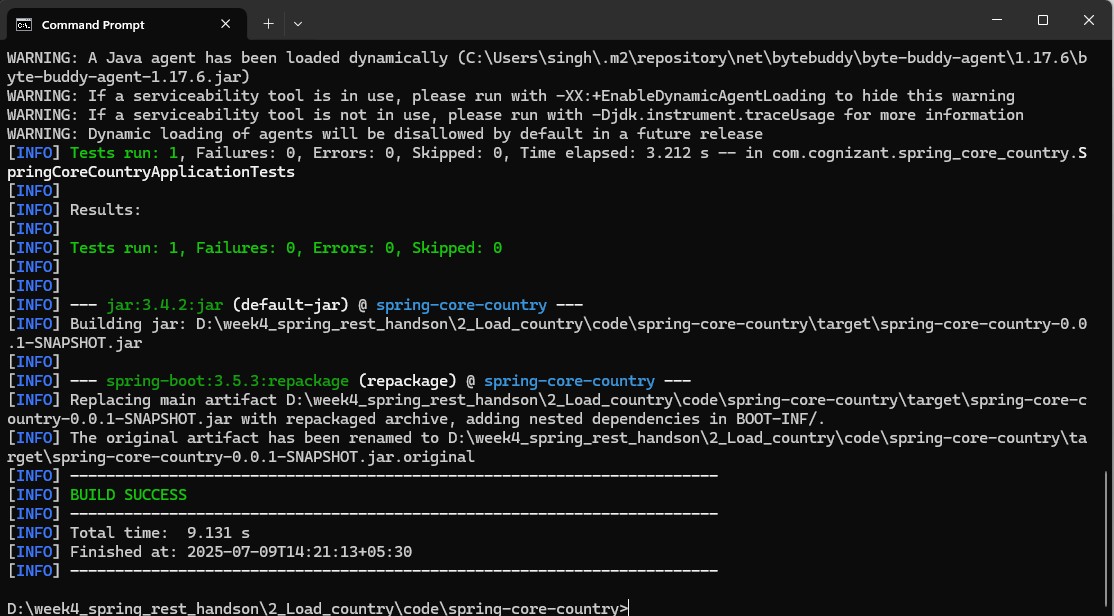 Command Prompt
WARNING: A Java agent has been loaded dynamically (C:\Users\singh\.m2\repository\net\bytebuddy\byte-buddy-agent\1.17.6\b
yte-buddy-agent-1.17.6.jar)
WARNING: If a serviceability tool is in use, please run with -XX:+EnableDynamicAgentLoading to hide this warning
WARNING: If a serviceability tool is not in use, please run with -Djdk.instrument.traceUsage for more information
WARNING: Dynamic loading of agents will be disallowed by default in a future release
[INFO] Tests run: 1, Failures: 0, Errors: 0, Skipped: 0, Time elapsed: 3.212 s -- in com.cognizant.spring_core_country.S
pringCoreCountryApplicationTests
[INFO]
[INFO] Results:
[INFO]
[INFO] Tests run: 1, Failures: 0, Errors: 0, Skipped: 0
[INFO]
[INFO]
[INFO] --- jar:3.4.2:jar (default-jar) @ spring-core-country ---
[INFO] Building jar: D:\week4_spring_rest_handson\2_Load_country\code\spring-core-country\target\spring-core-country-0.0
.1-SNAPSHOT.jar
[INFO]
[INFO] --- spring-boot:3.5.3:repackage (repackage) @ spring-core-country ---
[INFO] Replacing main artifact D:\week4_spring_rest_handson\2_Load_country\code\spring-core-country\target\spring-core-c
ountry-0.0.1-SNAPSHOT.jar with repackaged archive, adding nested dependencies in BOOT-INF/.
[INFO] The original artifact has been renamed to D:\week4_spring_rest_handson\2_Load_country\code\spring-core-country\ta
rget\spring-core-country-0.0.1-SNAPSHOT.jar.original
[INFO] ------------------------------------------------------------------------
[INFO] BUILD SUCCESS
[INFO] ------------------------------------------------------------------------
[INFO] Total time:  9.131 s
[INFO] Finished at: 2025-07-09T14:21:13+05:30
[INFO] ------------------------------------------------------------------------
D:\week4_spring_rest_handson\2_Load_country\code\spring-core-country>